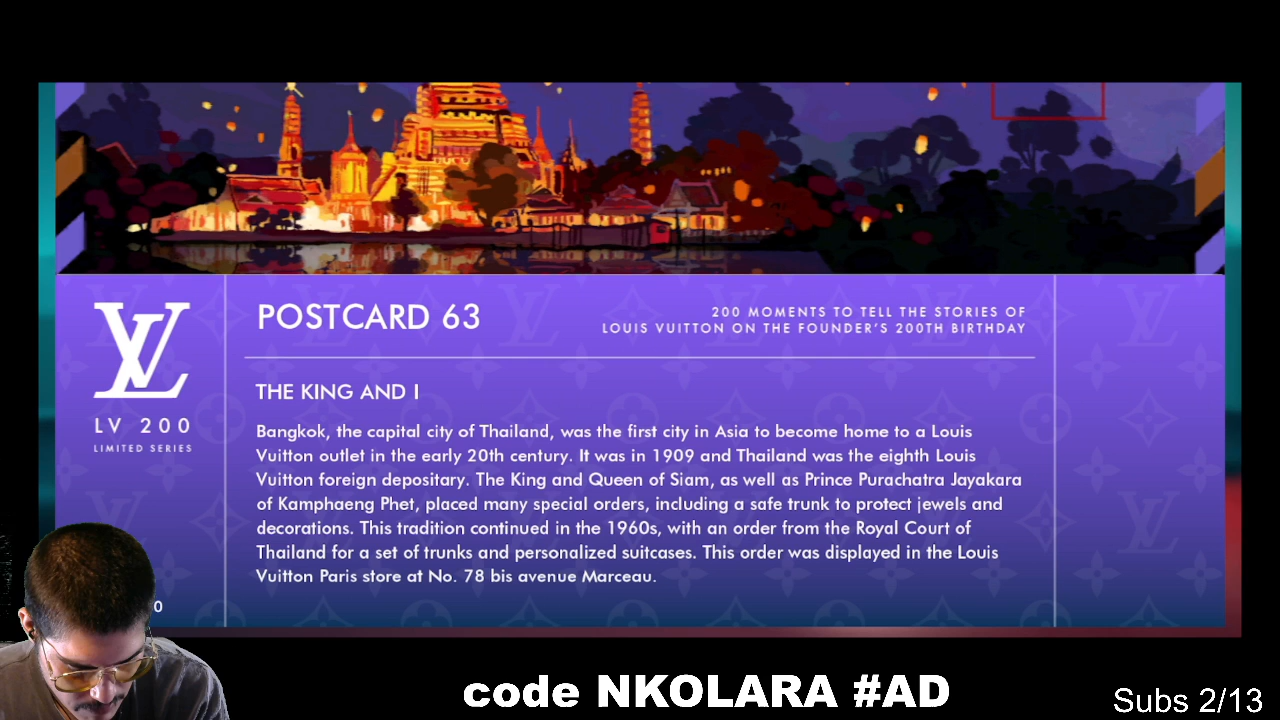 POSTCARD 63
200 MOMENTS TO TELL THE STORIES OF
LOUIS VUITTON ON THE FOUNDER'S 200TH BIRTHDAY
LV
LV 200
LIMITED SERIES
THE KING AND I
Bangkok, the capital city of Thailand, was the first city in Asia to become home to a Louis
Vuitton outlet in the early 20th century. It was in 1909 and Thailand was the eighth Louis
Vuitton foreign depositary. The King and Queen of Siam, as well as Prince Purachatra Jayakara
of Kamphaeng Phet, placed many special orders, including a safe trunk to protect jewels and
decorations. This tradition continued in the 1960s, with an order from the Royal Court of
Thailand for a set of trunks and personalized suitcases. This order was displayed in the Louis
Vuitton Paris store at No. 78 bis avenue Marceau.
0
code NKOLARA #AD
Subs 2/13